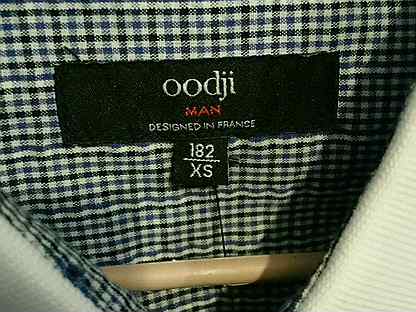 oodji
MAN
DESIGNED IN FRANCE
182
XS